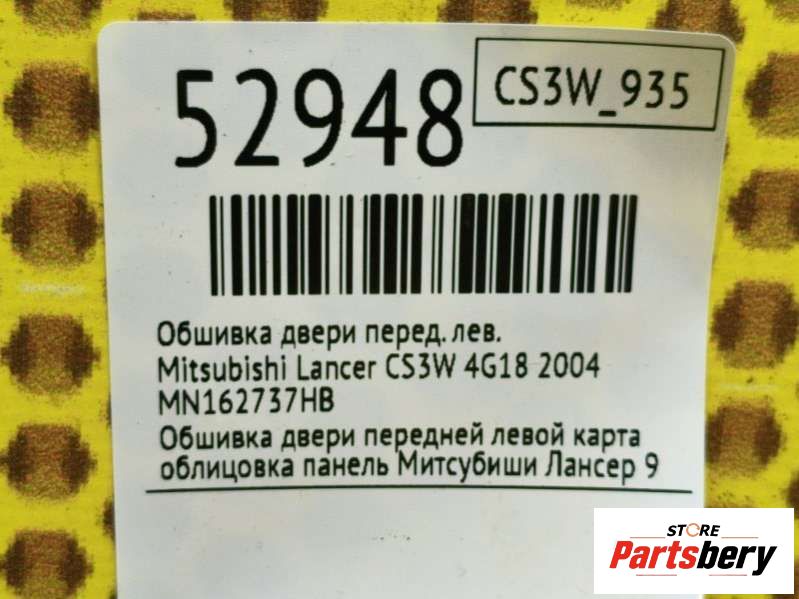 52948
CS3W_935
Обшивка двери перед. лев.
Mitsubishi Lancer CS3W 4G18 2004
MN162737HB
Обшивка двери передней левой карта
облицовка панель Митсубиши Лансер 9
STORE
Partsbery